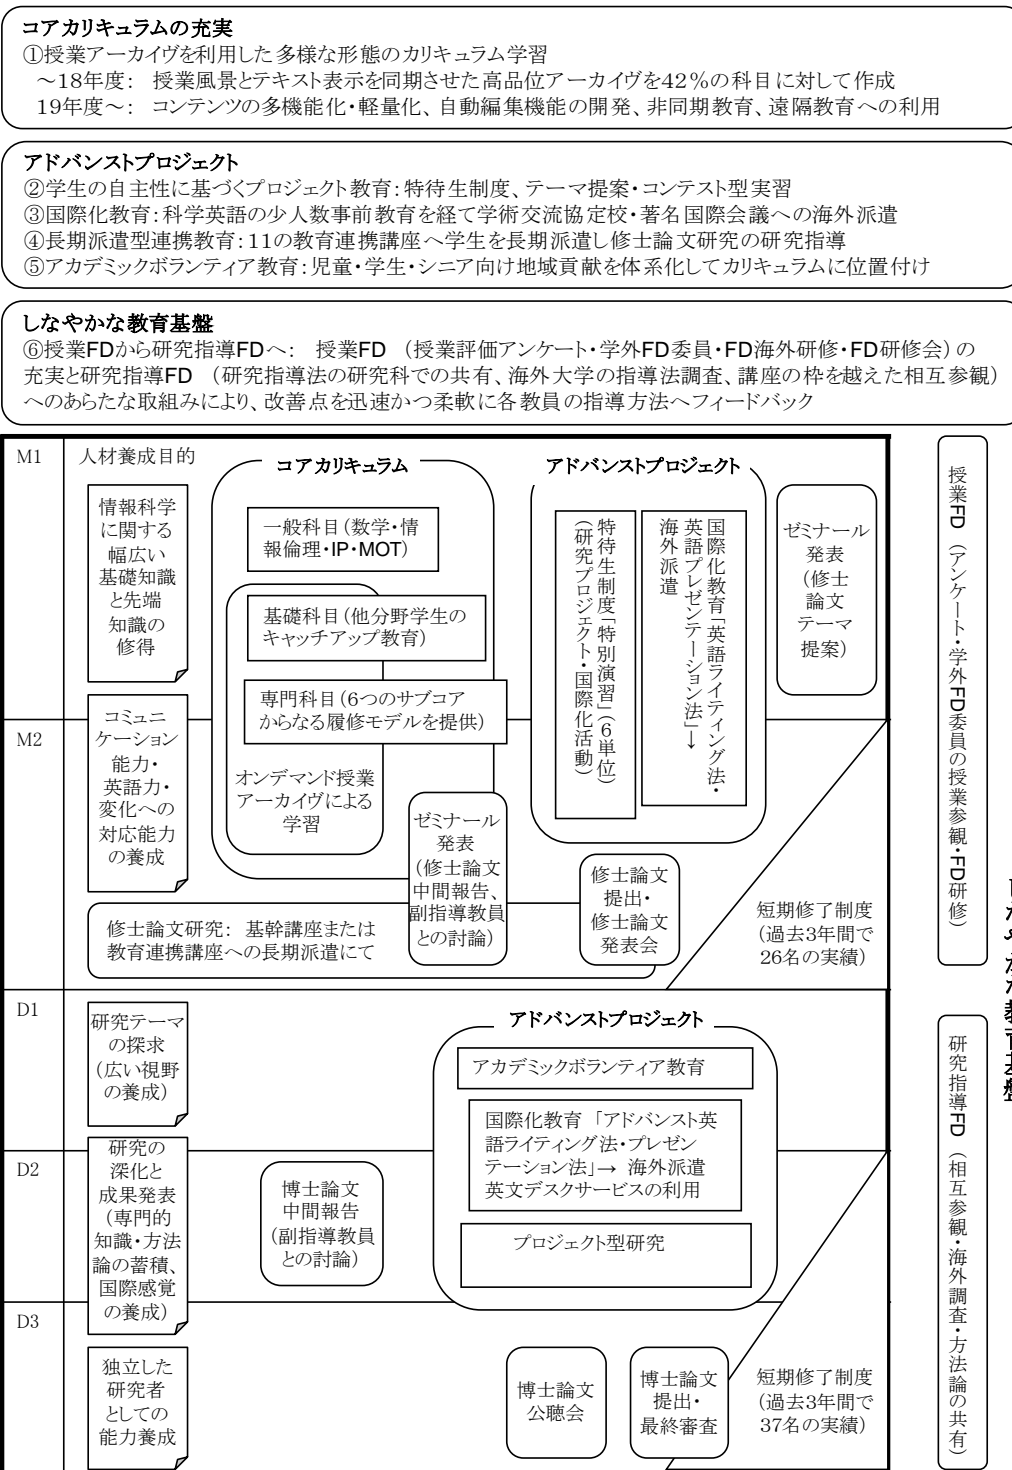 コアカリキュラムの充実
①授業アーカイヴを利用した多様な形態のカリキュラム学習
～18年度：　授業風景とテキスト表示を同期させた高品位アーカイヴを42％の科目に対して作成
19年度～：　コンテンツの多機能化・軽量化、自動編集機能の開発、非同期教育、遠隔教育への利用
アドバンストプロジェクト
②学生の自主性に基づくプロジェクト教育：特待生制度、テーマ提案・コンテスト型実習
③国際化教育：科学英語の少人数事前教育を経て学術交流協定校・著名国際会議への海外派遣
④長期派遣型連携教育：11の教育連携講座へ学生を長期派遣し修士論文研究の研究指導
⑤アカデミックボランティア教育：児童・学生・シニア向け地域貢献を体系化してカリキュラムに位置付け
しなやかな教育基盤
⑥授業FDから研究指導FDへ：　授業FD （授業評価アンケート・学外FD委員・FD海外研修・FD研修会）の
充実と研究指導FD （研究指導法の研究科での共有、海外大学の指導法調査、講座の枠を越えた相互参観）
へのあらたな取組みにより、改善点を迅速かつ柔軟に各教員の指導方法へフィードバック
M1
人材養成目的
情報科学
に関する
幅広い
基礎知識
と先端
知識の
修得
コアカリキュラム
一般科目（数学・情
報倫理・IP・MOT）
基礎科目（他分野学生の
キャッチアップ教育）
専門科目（6つのサブコア
からなる履修モデルを提供）
オンデマンド授業
アーカイヴによる
学習
アドバンストプロジェクト
特待生制度「特別演習」（6単位）
（研究プロジェクト・国際化活動）
国際化教育「英語ライティング法・
英語プレゼンテーション法」→
海外派遣
ゼミナール
発表
（修士
論文
テーマ
提案）
M2
コミュニ
ケーション
能力・
英語力・
変化への
対応能力
の養成
ゼミナール
発表
（修士論文
中間報告、
副指導教員
との討論）
修士論文
提出・
修士論文
発表会
修士論文研究：　基幹講座または
教育連携講座への長期派遣にて
短期修了制度
（過去3年間で
26名の実績）
授業FD （アンケート・学外FD委員の授業参観・FD研修）
D1
研究テーマ
の探求
（広い視野
の養成）
アドバンストプロジェクト
アカデミックボランティア教育
国際化教育 「アドバンスト英
語ライティング法・プレゼン
テーション法」→ 海外派遣
英文デスクサービスの利用
プロジェクト型研究
D2
研究の
深化と
成果発表
（専門的
知識・方法
論の蓄積、
国際感覚
の養成）
博士論文
中間報告
（副指導教員
との討論）
D3
独立した
研究者
としての
能力養成
博士論文
公聴会
博士論文
提出・
最終審査
短期修了制度
（過去3年間で
37名の実績）
研究指導FD （相互参観・海外調査・方法論の共有）